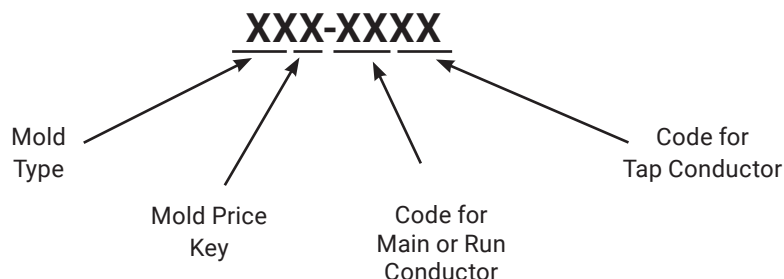 XXX-XXXX
Mold
Type
Mold Price
Key
Code for
Main or Run
Conductor
Code for
Tap Conductor